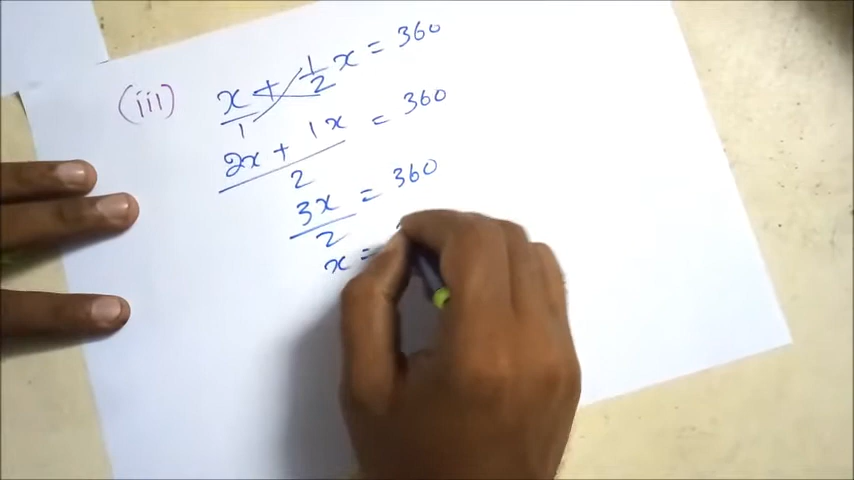 (iii) x/1 + 1/2 x = 360
2x + 1x / 2 = 360
3x/2 = 360
x =